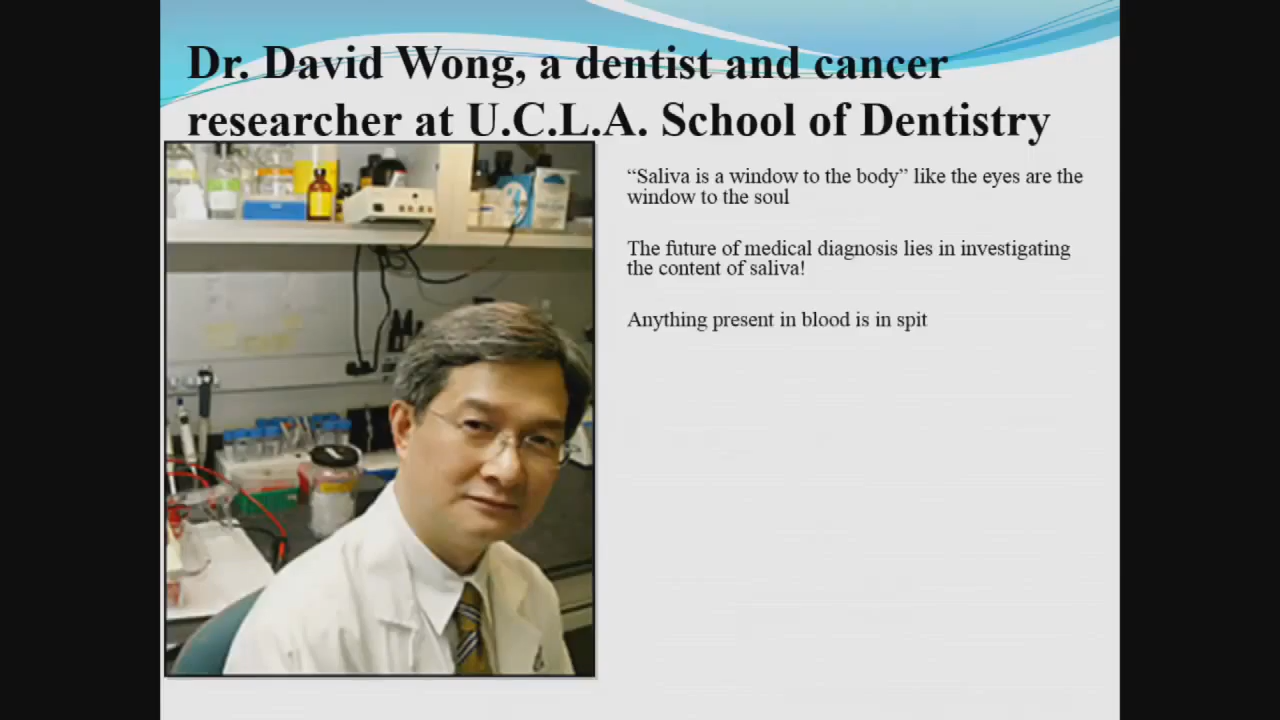 Dr. David Wong, a dentist and cancer
researcher at U.C.L.A. School of Dentistry
“Saliva is a window to the body” like the eyes are the
window to the soul
The future of medical diagnosis lies in investigating
the content of saliva!
Anything present in blood is in spit